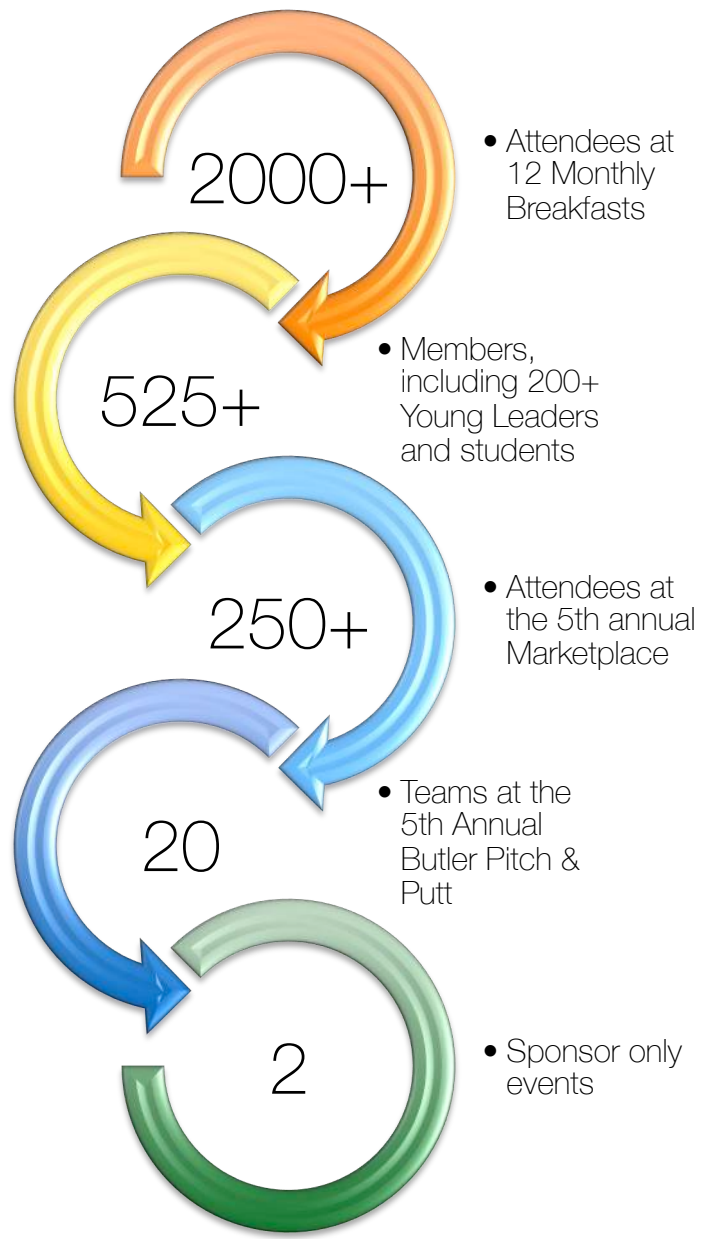 2000+
• Attendees at
12 Monthly
Breakfasts
525+
• Members,
including 200+
Young Leaders
and students
250+
• Attendees at
the 5th annual
Marketplace
20
• Teams at the
5th Annual
Butler Pitch &
Putt
2
• Sponsor only
events